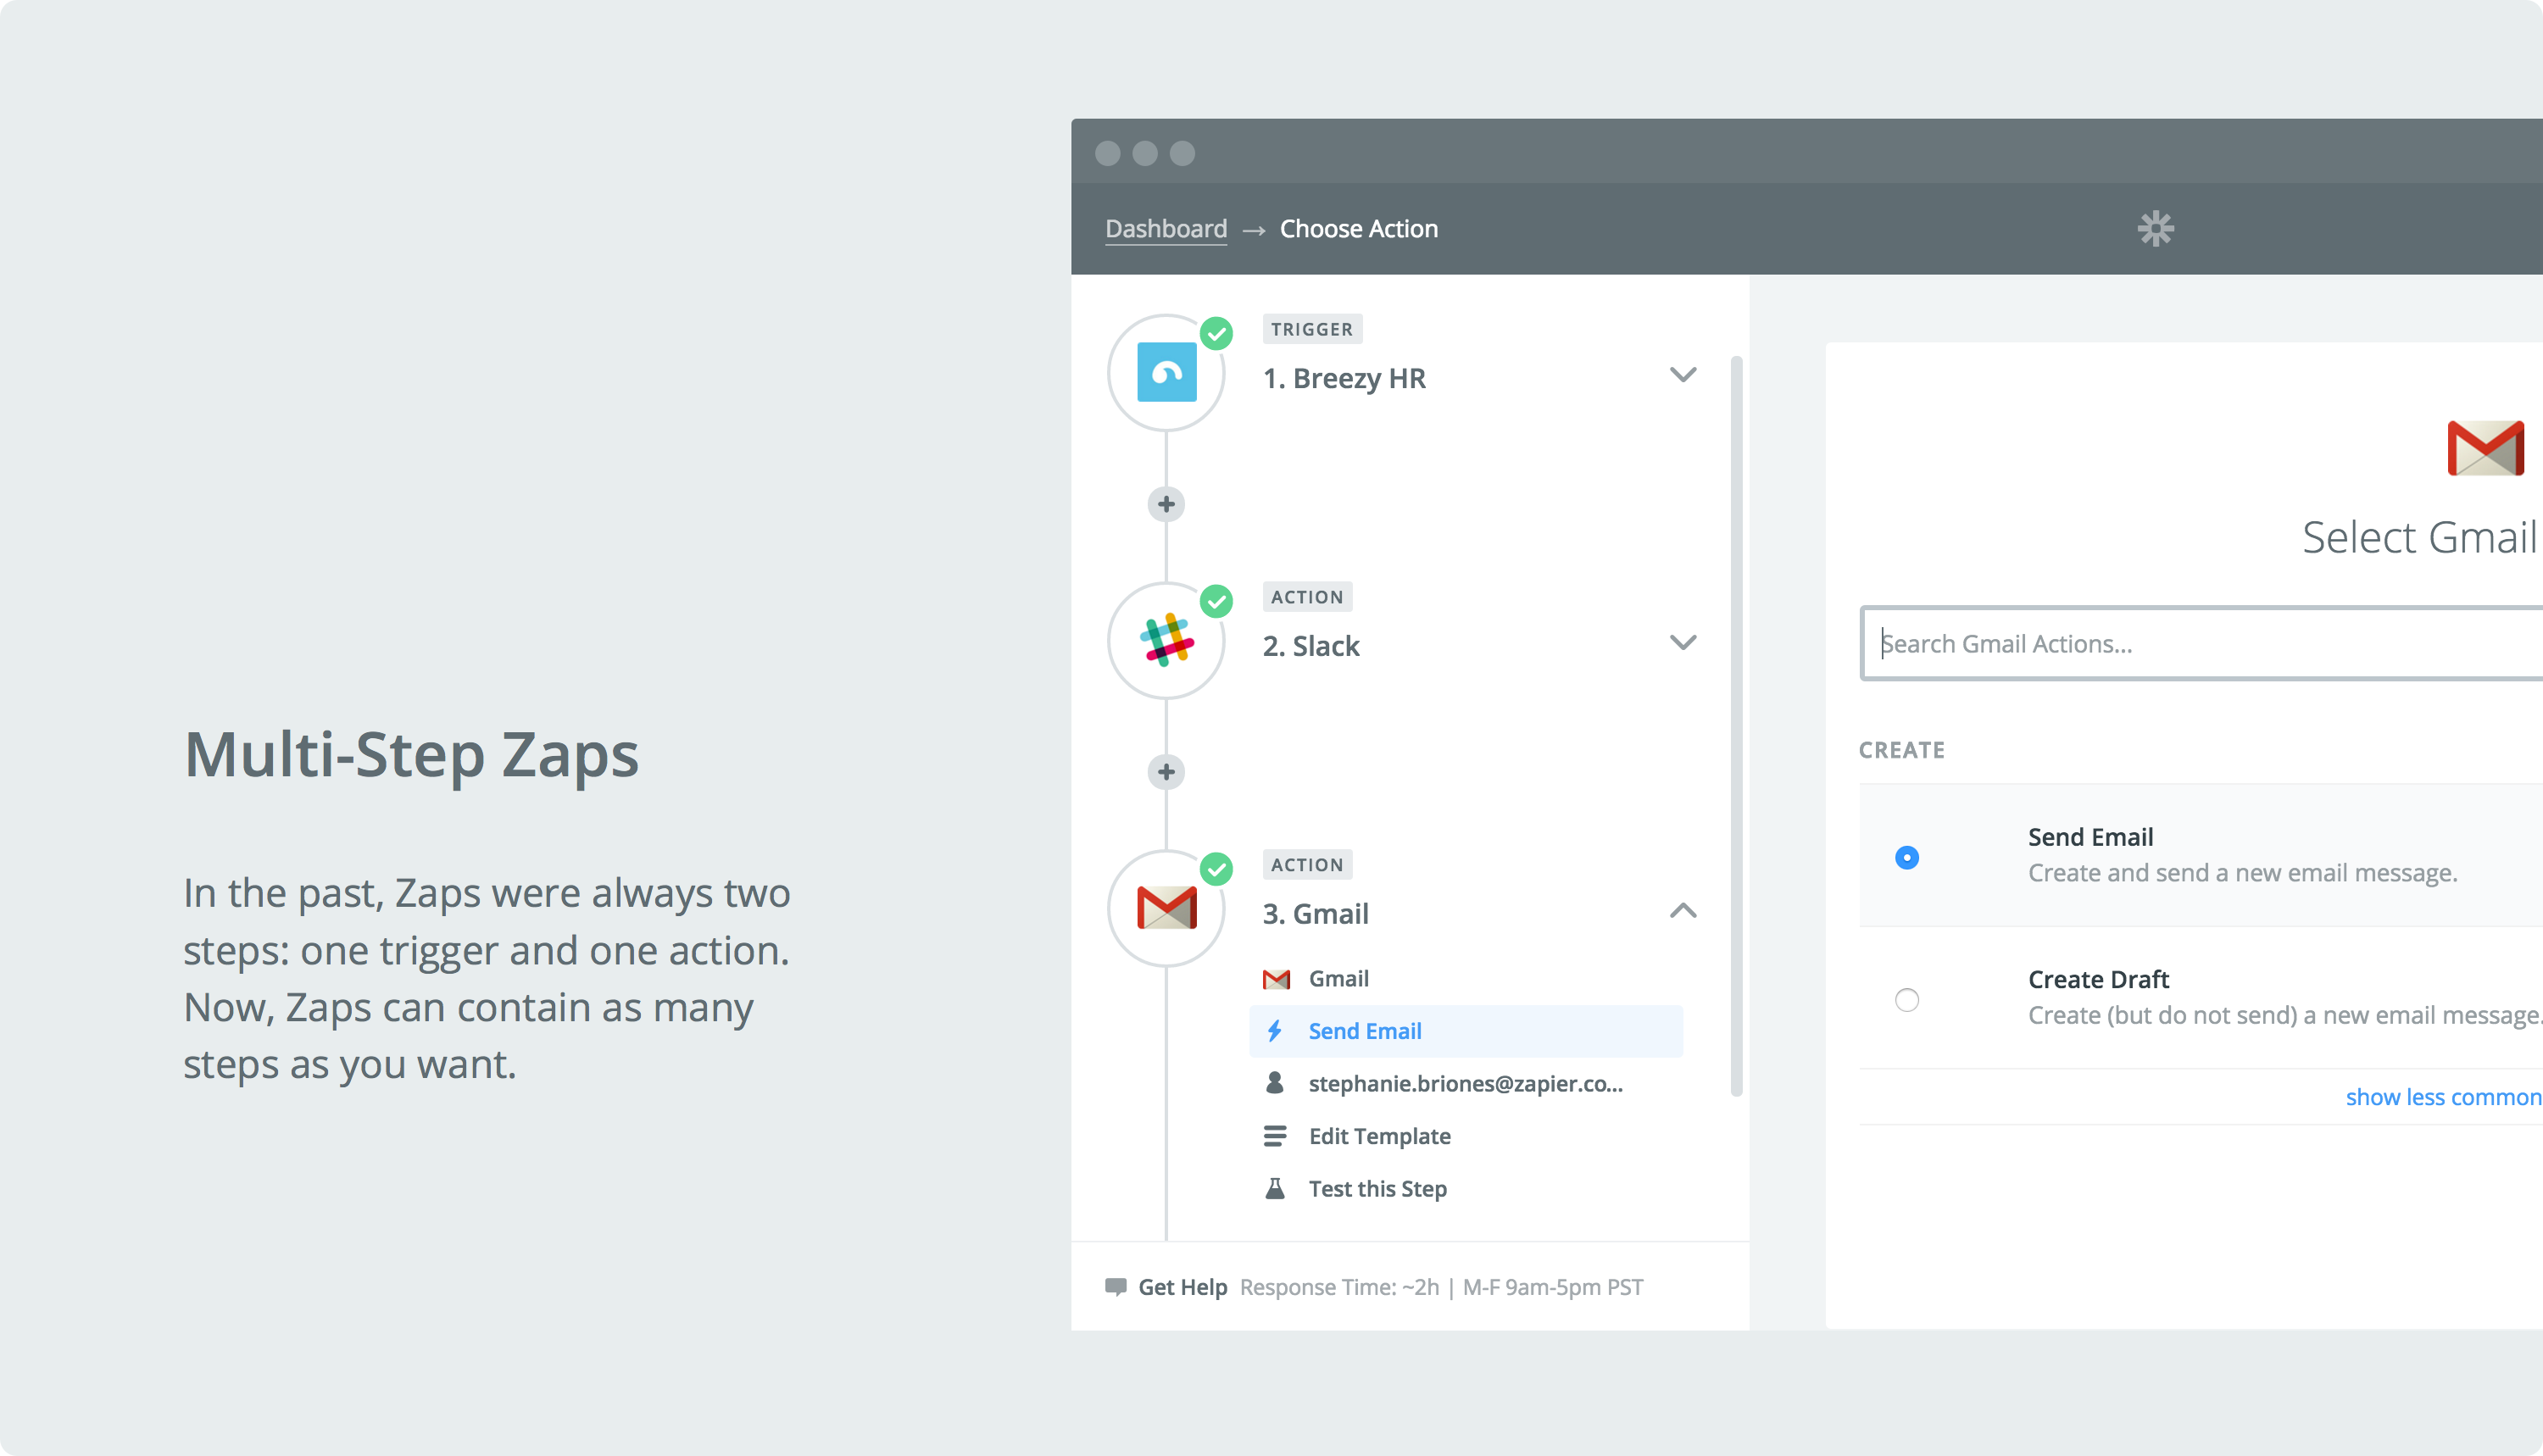 Multi-Step Zaps
In the past, Zaps were always two
steps: one trigger and one action.
Now, Zaps can contain as many
steps as you want.
Dashboard → Choose Action
TRIGGER
1. Breezy HR
ACTION
2. Slack
ACTION
3. Gmail
Gmail
Send Email
stephanie.briones@zapier.co...
Edit Template
Test this Step
Get Help Response Time: ~2h | M-F 9am-5pm PST
Select Gmail
Search Gmail Actions...
CREATE
Send Email
Create and send a new email message.
Create Draft
Create (but do not send) a new email message.
show less common